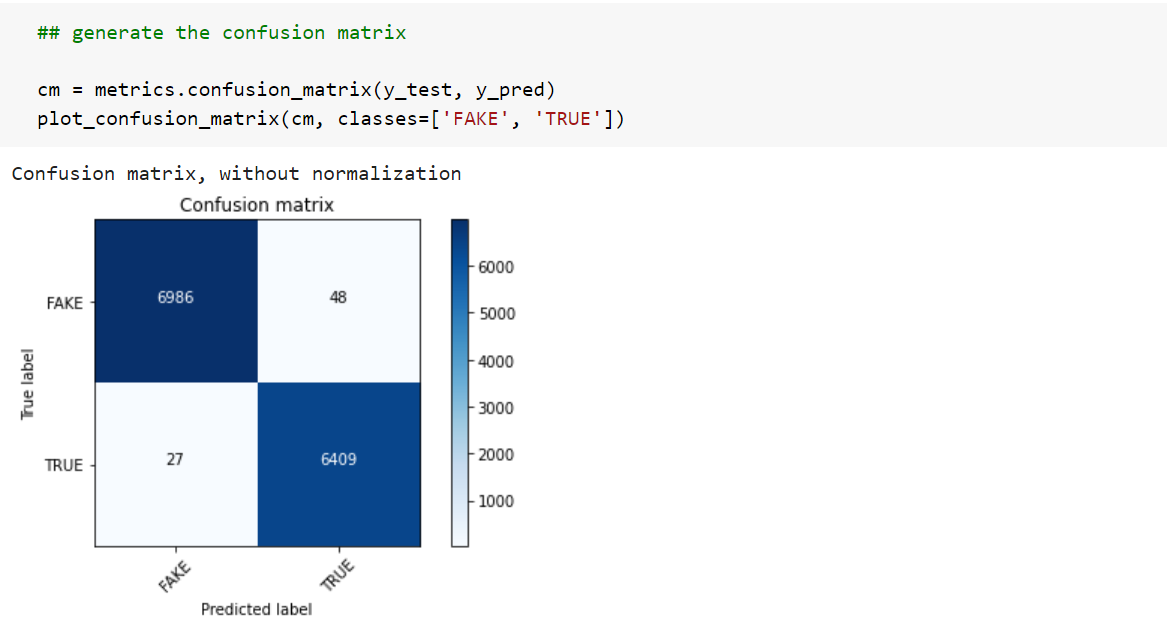 ## generate the confusion matrix
cm = metrics.confusion_matrix(y_test, y_pred)
plot_confusion_matrix(cm, classes=['FAKE', 'TRUE'])
Confusion matrix, without normalization
Confusion matrix
6000
6986
48
FAKE
5000
4000
True label
3000
27
6409
TRUE
2000
1000
FAKE
TRUE
Predicted label